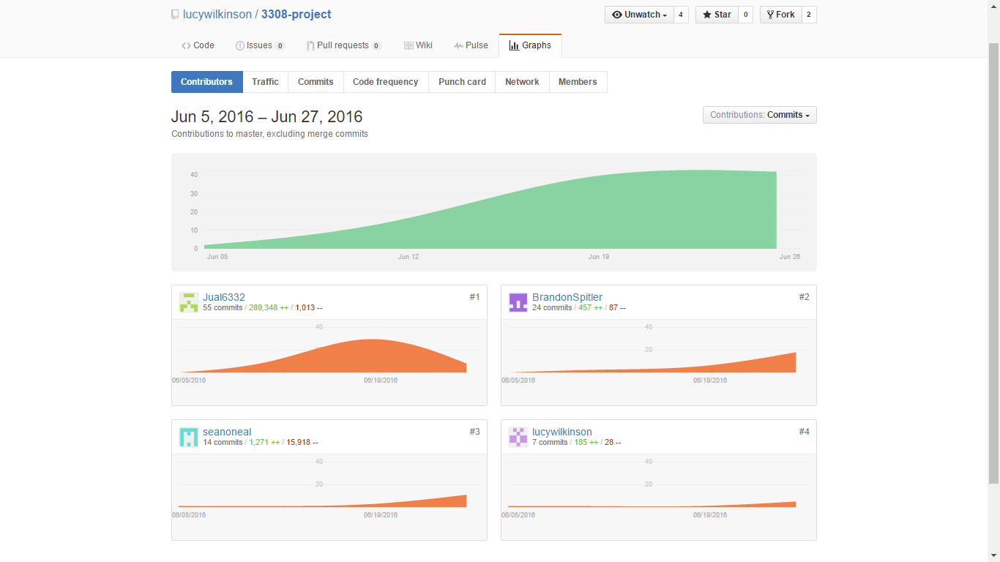 lucywilkinson / 3308-project
Unwatch 4 Star 0 Fork 2
Code Issues 0 Pull requests 0 Wiki Pulse Graphs
Contributors Traffic Commits Code frequency Punch card Network Members
Jun 5, 2016 – Jun 27, 2016
Contributions: Commits
Contributions to master, excluding merge commits
40
30
20
10
0
Jun 05 Jun 12 Jun 19 Jun 26
Jual6332 #1
55 commits / 289,348 ++ / 1,013 --
40
06/05/2016 06/19/2016
BrandonSpitler #2
24 commits / 457 ++ / 87 --
40
20
06/05/2016 06/19/2016
seanoneal #3
14 commits / 1,271 ++ / 15,918 --
40
20
06/05/2016 06/19/2016
lucywilkinson #4
7 commits / 185 ++ / 28 --
40
20
06/05/2016 06/19/2016